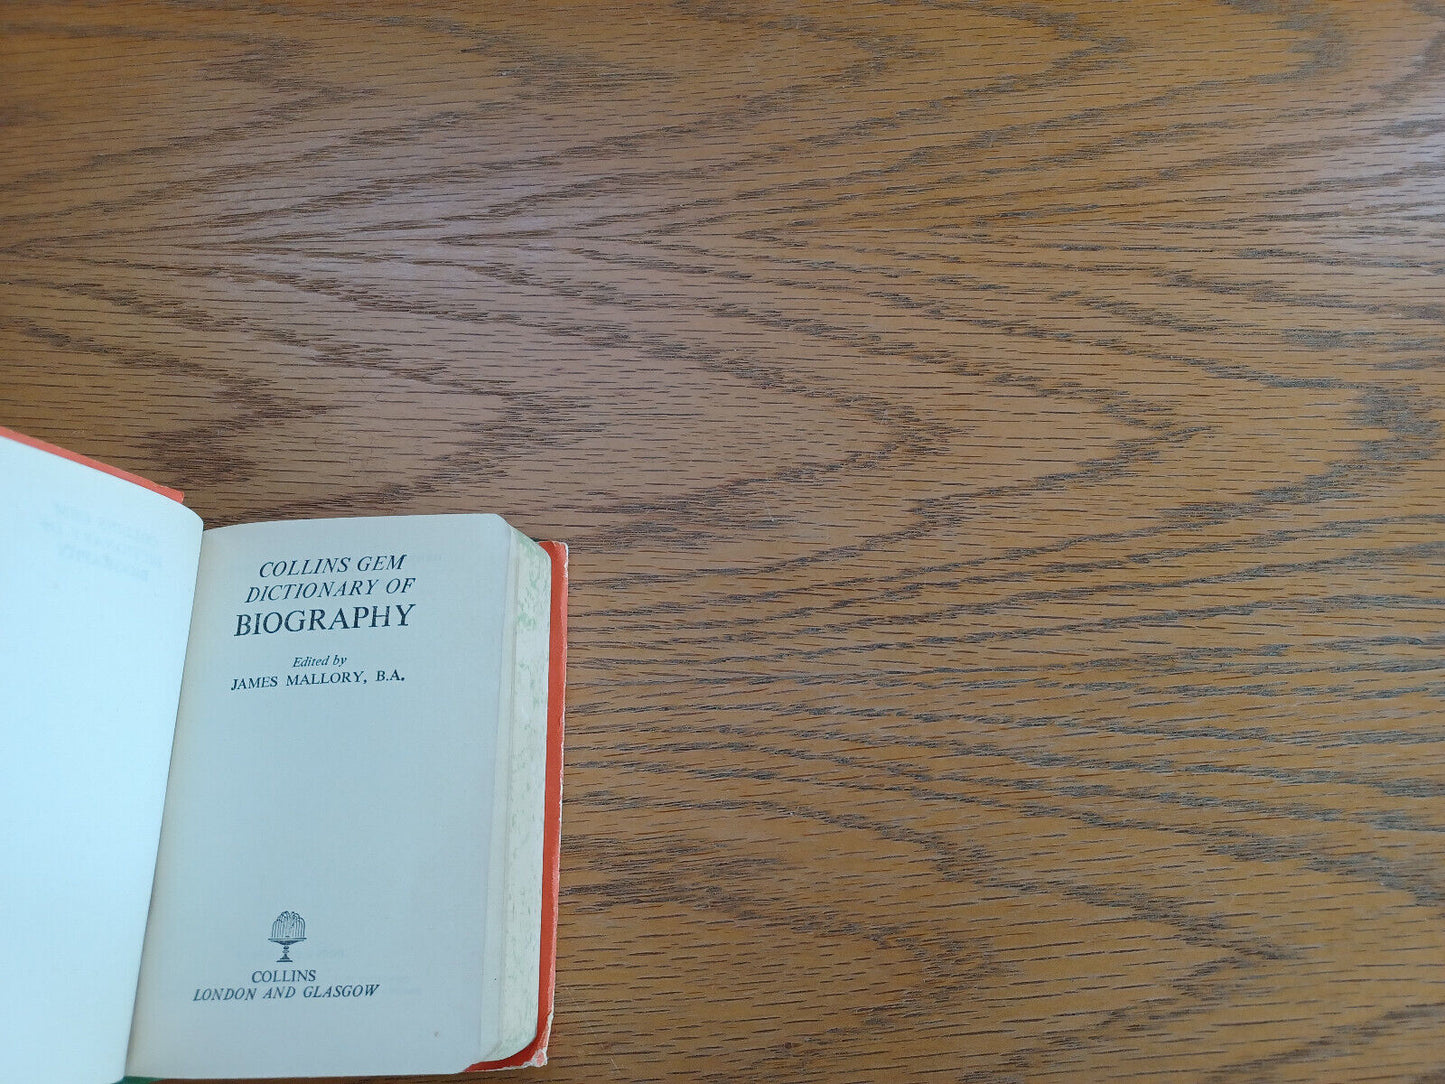 COLLINS GEM
DICTIONARY OF
BIOGRAPHY
Edited by
JAMES MALLORY, B.A.
COLLINS
LONDON AND GLASGOW